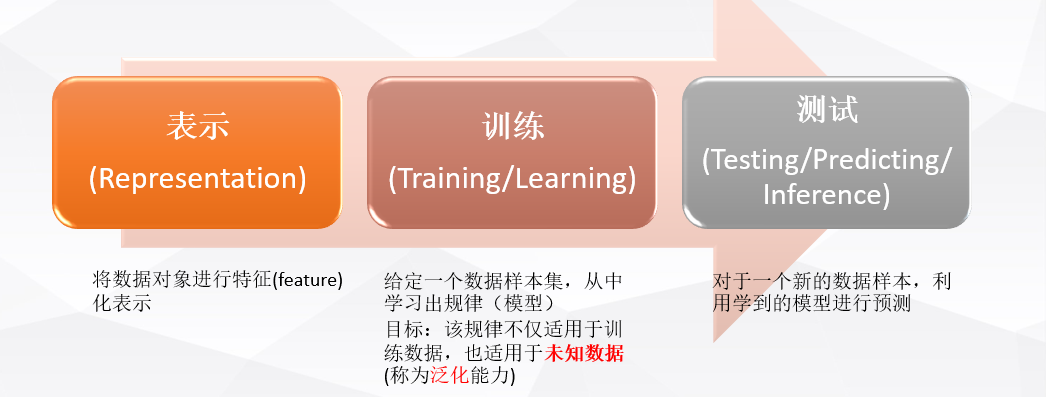 表示
(Representation)
训练
(Training/Learning)
测试
(Testing/Predicting/
Inference)
将数据对象进行特征(feature)
化表示
给定一个数据样本集，从中
学习出规律（模型）
目标：该规律不仅适用于训
练数据，也适用于未知数据
(称为泛化能力)
对于一个新的数据样本，利
用学到的模型进行预测